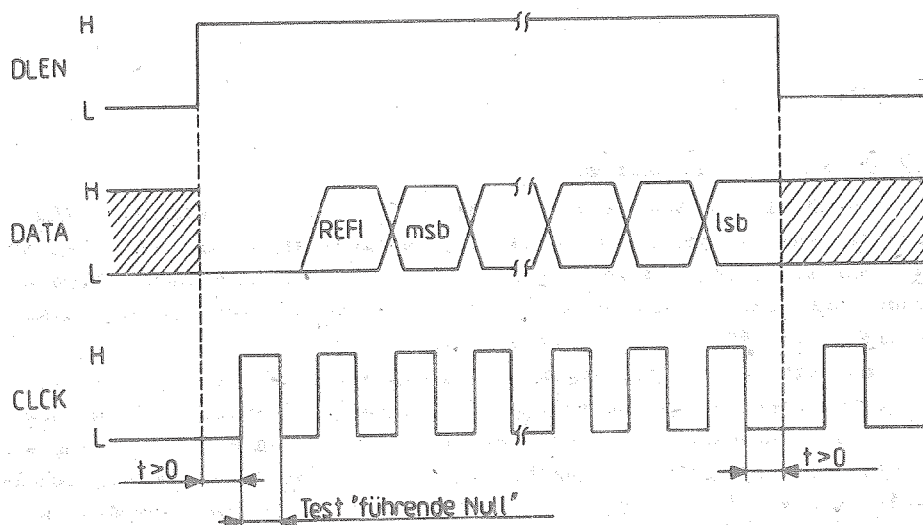 H
DLEN
L
H
DATA
REFI msb lsb
L
H
CLCK
L
t>0 t>0
Test "führende Null"